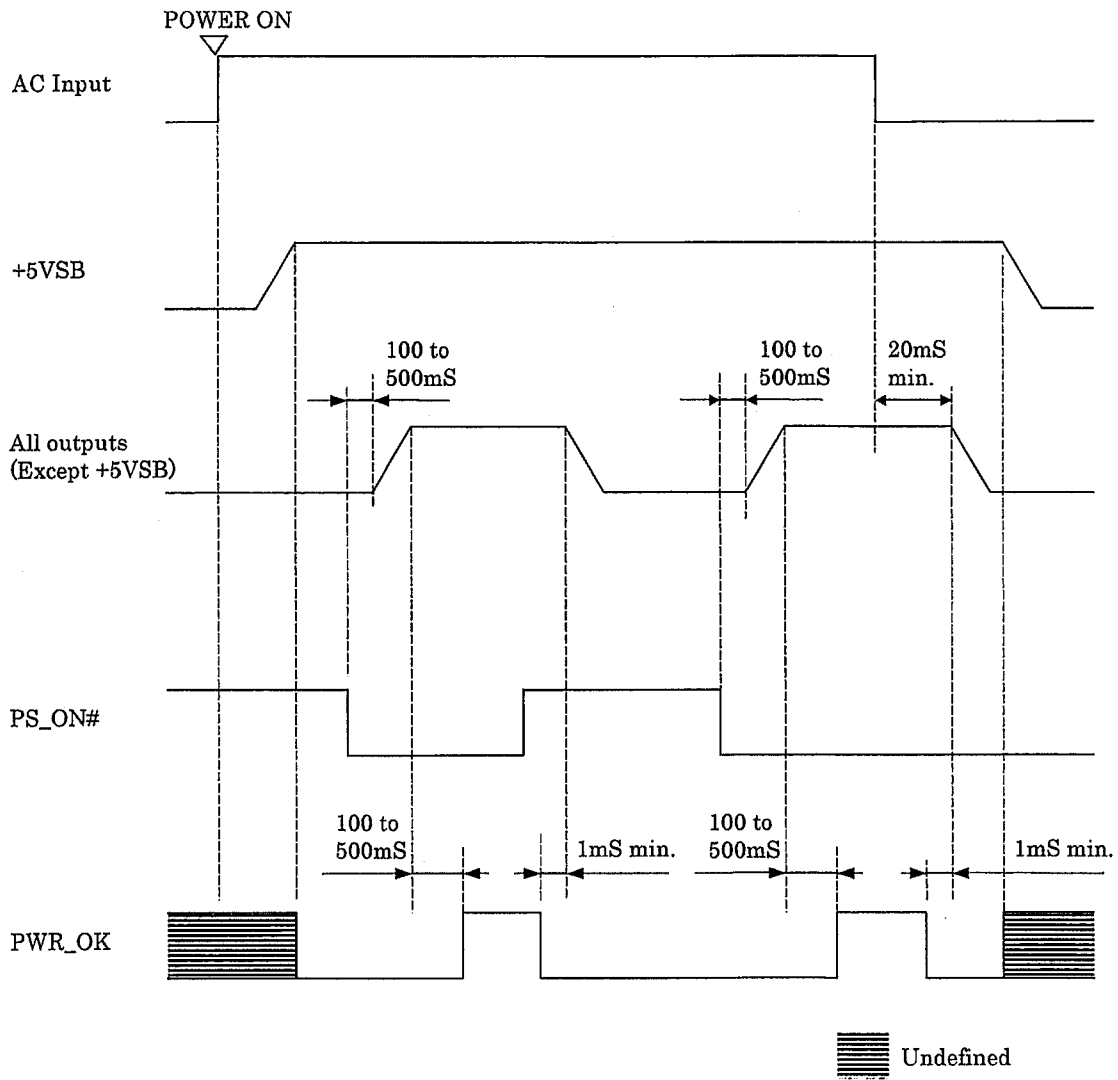 POWER ON
AC Input
+5VSB
100 to
500mS
100 to
500mS
20mS
min.
All outputs
(Except +5VSB)
PS_ON#
100 to
500mS
1mS min.
100 to
500mS
1mS min.
PWR_OK
Undefined